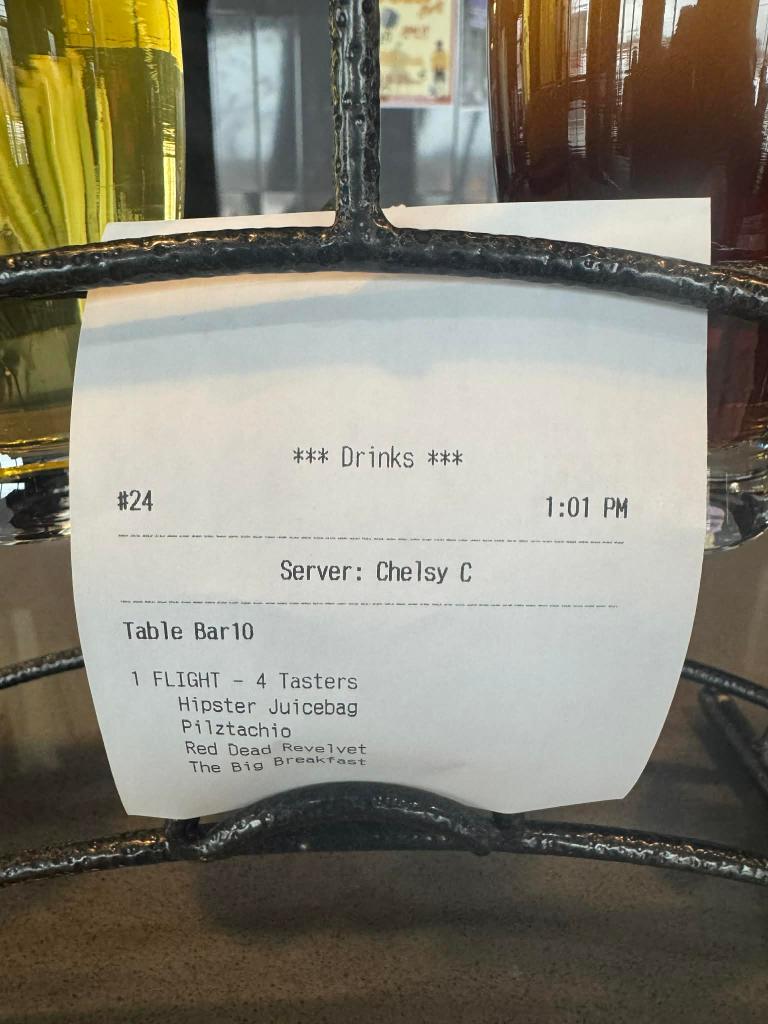 *** Drinks ***
#24 1:01 PM
Server: Chelsy C
Table Bar10
1 FLIGHT - 4 Tasters
Hipster Juicebag
Pilztachio
Red Dead Revelvet
The Big Breakfast